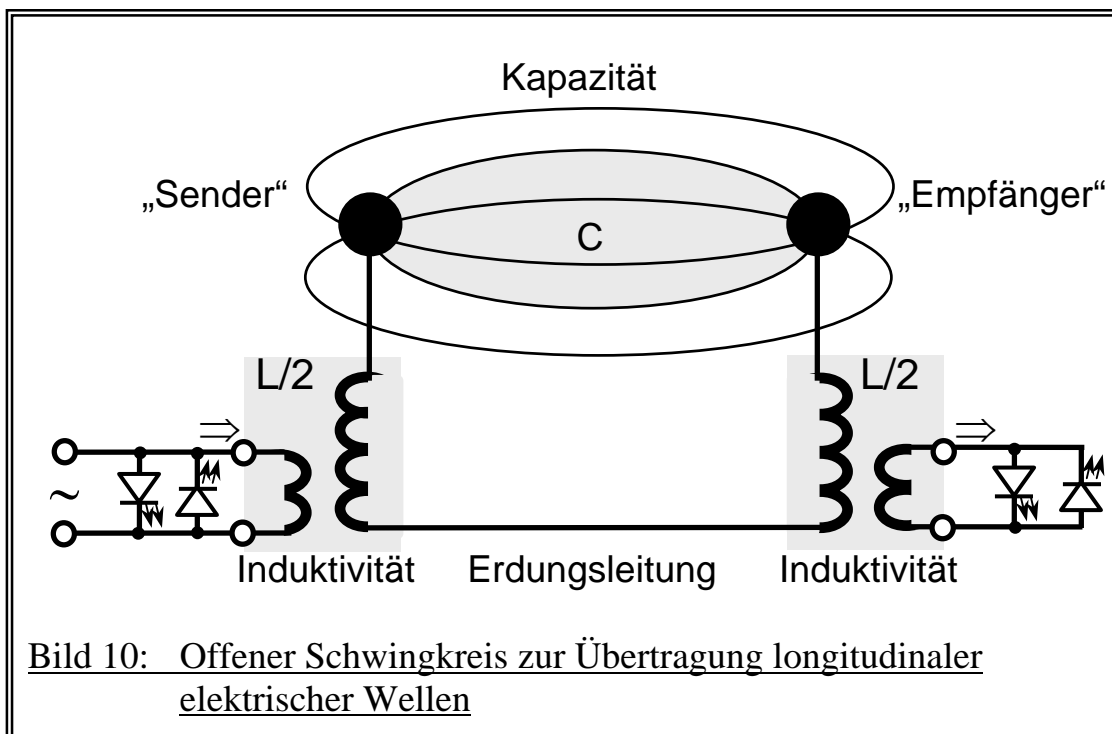 Kapazität
„Sender“
„Empfänger“
C
L/2
L/2
~
Induktivität
Erdungsleitung
Induktivität
Bild 10: Offener Schwingkreis zur Übertragung longitudinaler
elektrischer Wellen